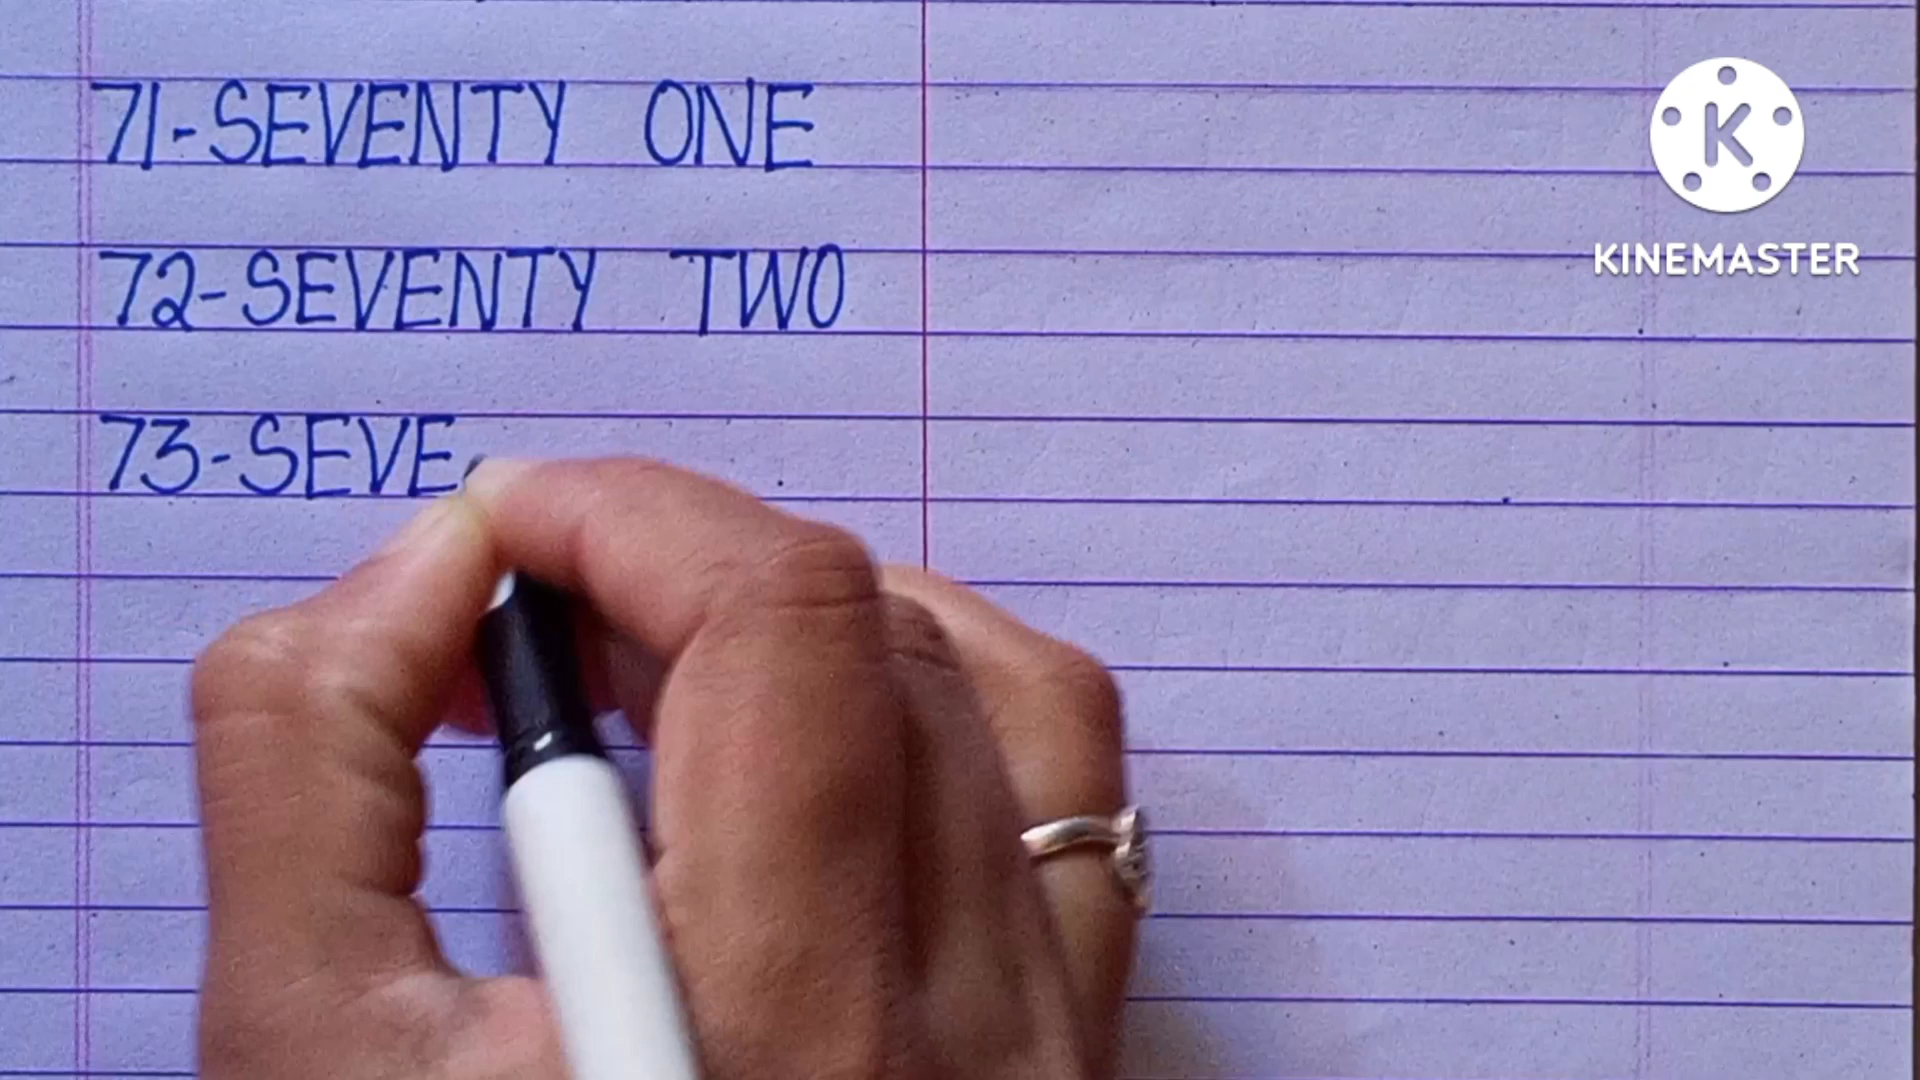 71-SEVENTY ONE
72-SEVENTY TWO
73-SEVE
K
KINEMASTER